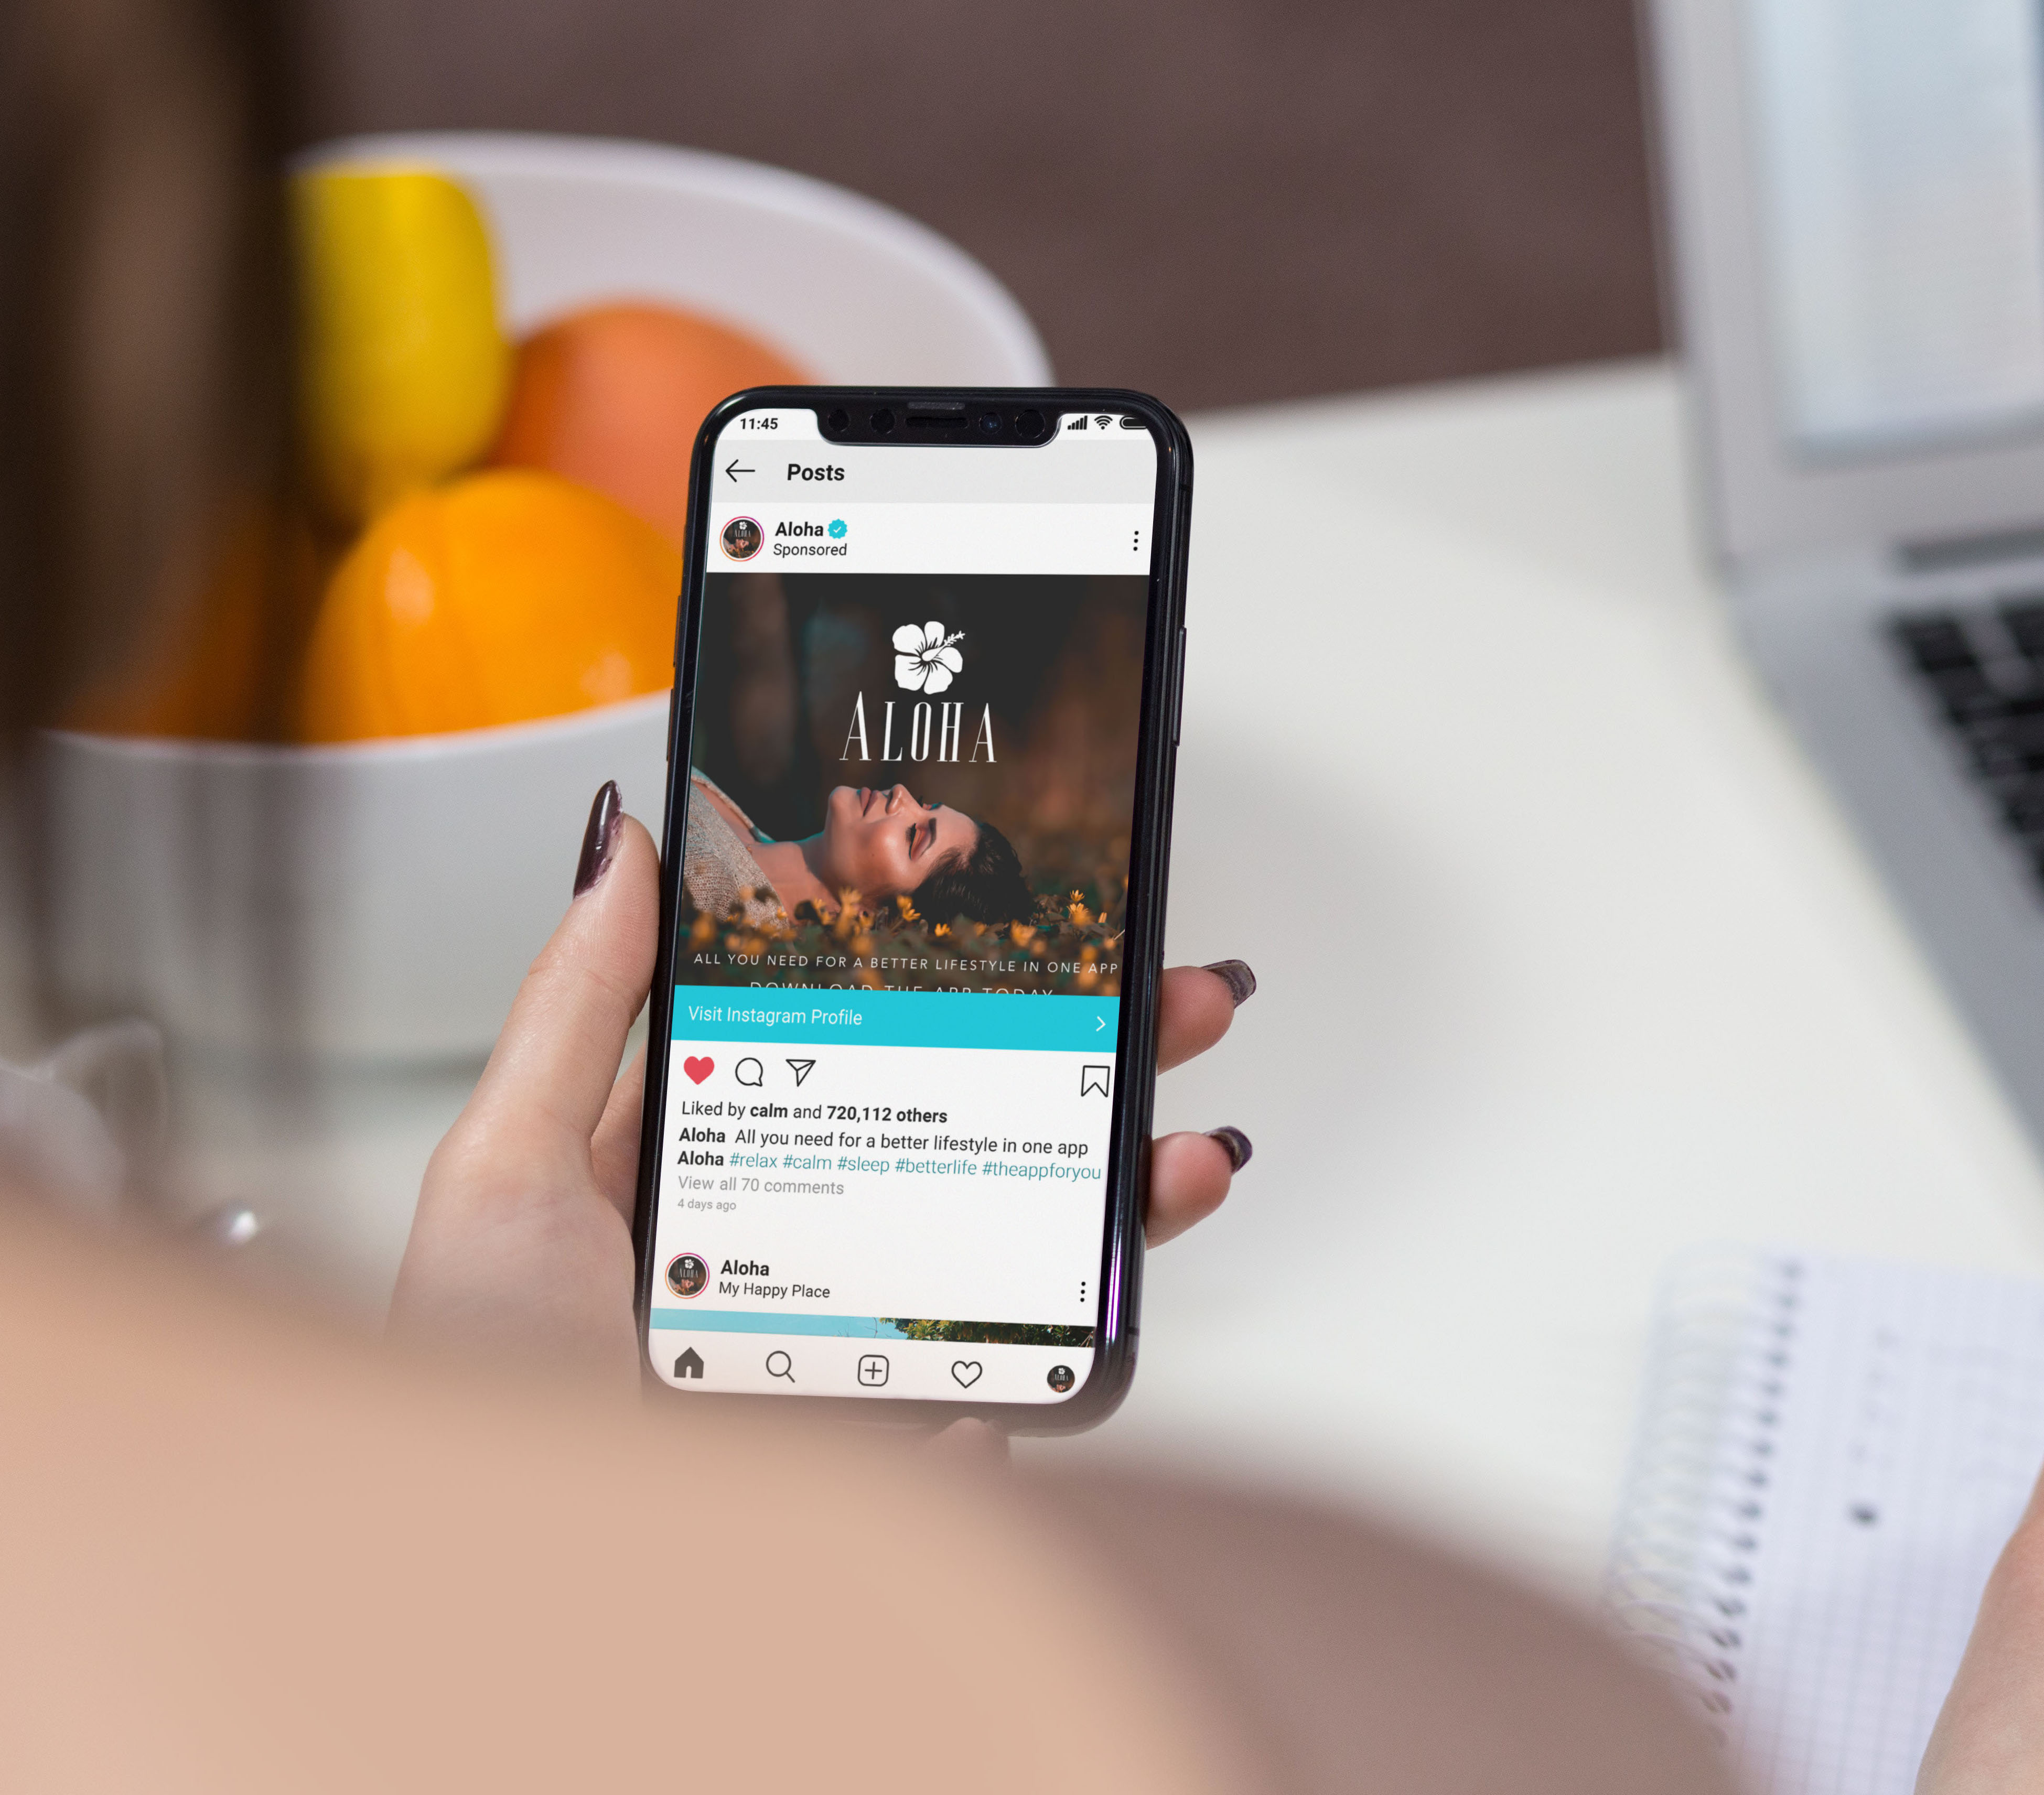 11:45
Posts
Aloha
Sponsored
ALOHA
ALL YOU NEED FOR A BETTER LIFESTYLE IN ONE APP
DOWNLOAD THE APP TODAY
Visit Instagram Profile
Liked by calm and 720,112 others
Aloha All you need for a better lifestyle in one app
Aloha #relax #calm #sleep #betterlife #theappforyou
View all 70 comments
4 days ago
Aloha
My Happy Place